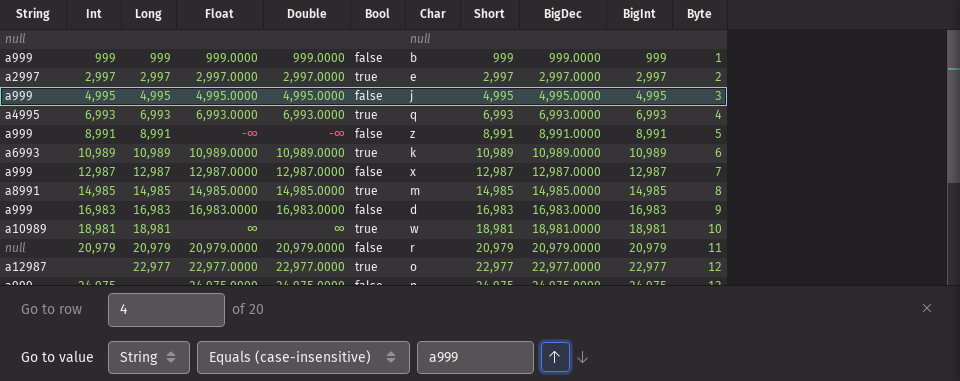 String Int Long Float Double Bool Char Short BigDec BigInt Byte
null null
a999 999 999 999.0000 999.0000 false b 999 999.0000 999 1
a2997 2,997 2,997 2,997.0000 2,997.0000 true e 2,997 2,997.0000 2,997 2
a999 4,995 4,995 4,995.0000 4,995.0000 false j 4,995 4,995.0000 4,995 3
a4995 6,993 6,993 6,993.0000 6,993.0000 true q 6,993 6,993.0000 6,993 4
a999 8,991 8,991 -∞ -∞ false z 8,991 8,991.0000 8,991 5
a6993 10,989 10,989 10,989.0000 10,989.0000 true k 10,989 10,989.0000 10,989 6
a999 12,987 12,987 12,987.0000 12,987.0000 false x 12,987 12,987.0000 12,987 7
a8991 14,985 14,985 14,985.0000 14,985.0000 true m 14,985 14,985.0000 14,985 8
a999 16,983 16,983 16,983.0000 16,983.0000 false d 16,983 16,983.0000 16,983 9
a10989 18,981 18,981 ∞ ∞ true w 18,981 18,981.0000 18,981 10
null 20,979 20,979 20,979.0000 20,979.0000 false r 20,979 20,979.0000 20,979 11
a12987 22,977 22,977.0000 22,977.0000 true o 22,977 22,977.0000 22,977 12
Go to row 4 of 20
Go to value String Equals (case-insensitive) a999